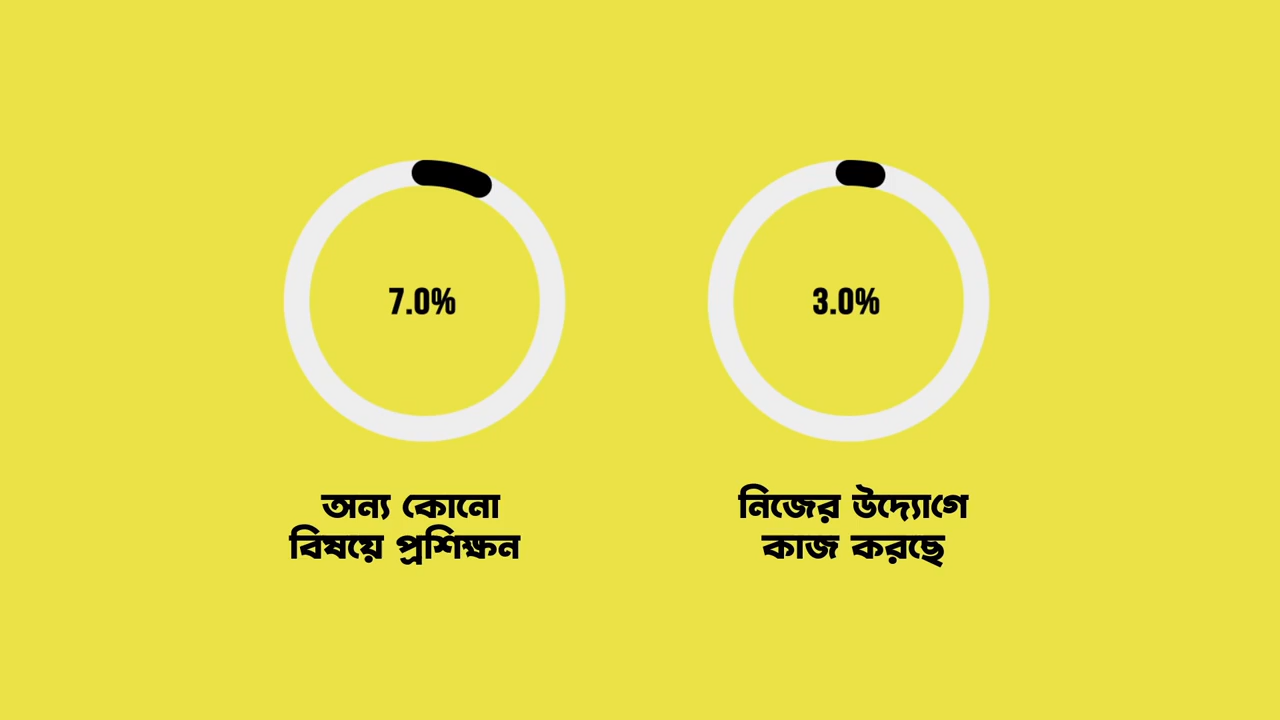 7.0%
3.0%
অন্য কোনো
বিষয়ে প্রশিক্ষন
নিজের উদ্যোগে
কাজ করছে